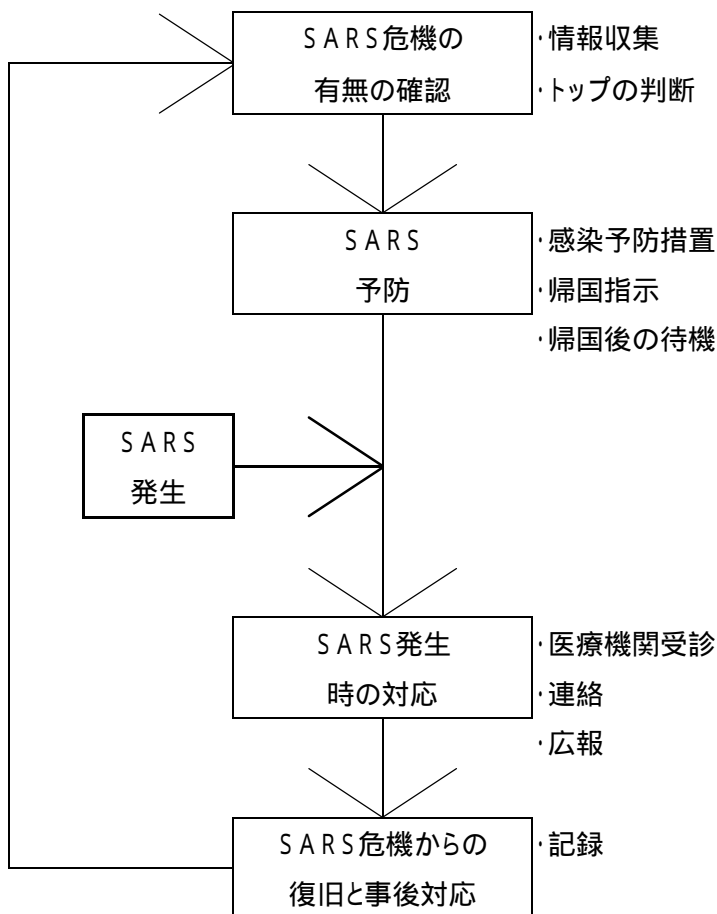 SARS危機の
有無の確認
・情報収集
・トップの判断
SARS
予防
・感染予防措置
・帰国指示
・帰国後の待機
SARS
発生
SARS発生
時の対応
・医療機関受診
・連絡
・広報
SARS危機からの
復旧と事後対応
・記録